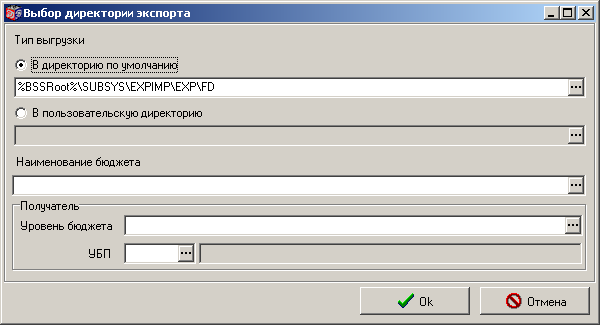 Выбор директории экспорта
Тип выгрузки
В директорию по умолчанию
%BSSRoot%\SUBSYS\EXPIMP\EXP\FD
...
В пользовательскую директорию
...
Наименование бюджета
...
Получатель
Уровень бюджета
...
УБП
...
Ok
Отмена